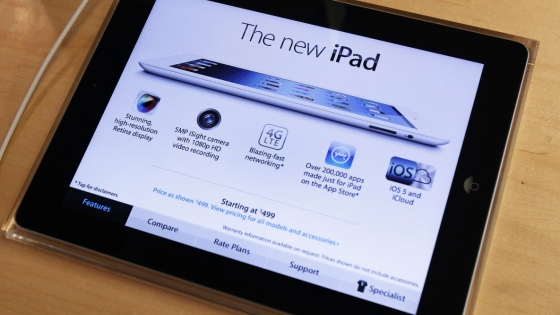 The new iPad
Stunning,
high-resolution
Retina display
5MP iSight camera
with 1080p HD
video recording
4G
LTE
Blazing-fast
networking*
Over 200,000 apps
made just for iPad
on the App Store*
iOS
iOS 5 and
iCloud
*Tap for disclaimers.
Starting at $499
Price as shown $499. View pricing for all models and accessories ›
Warranty information available on request. Prices shown do not include accessories.
Features
Compare
Rate Plans
Support
Specialist